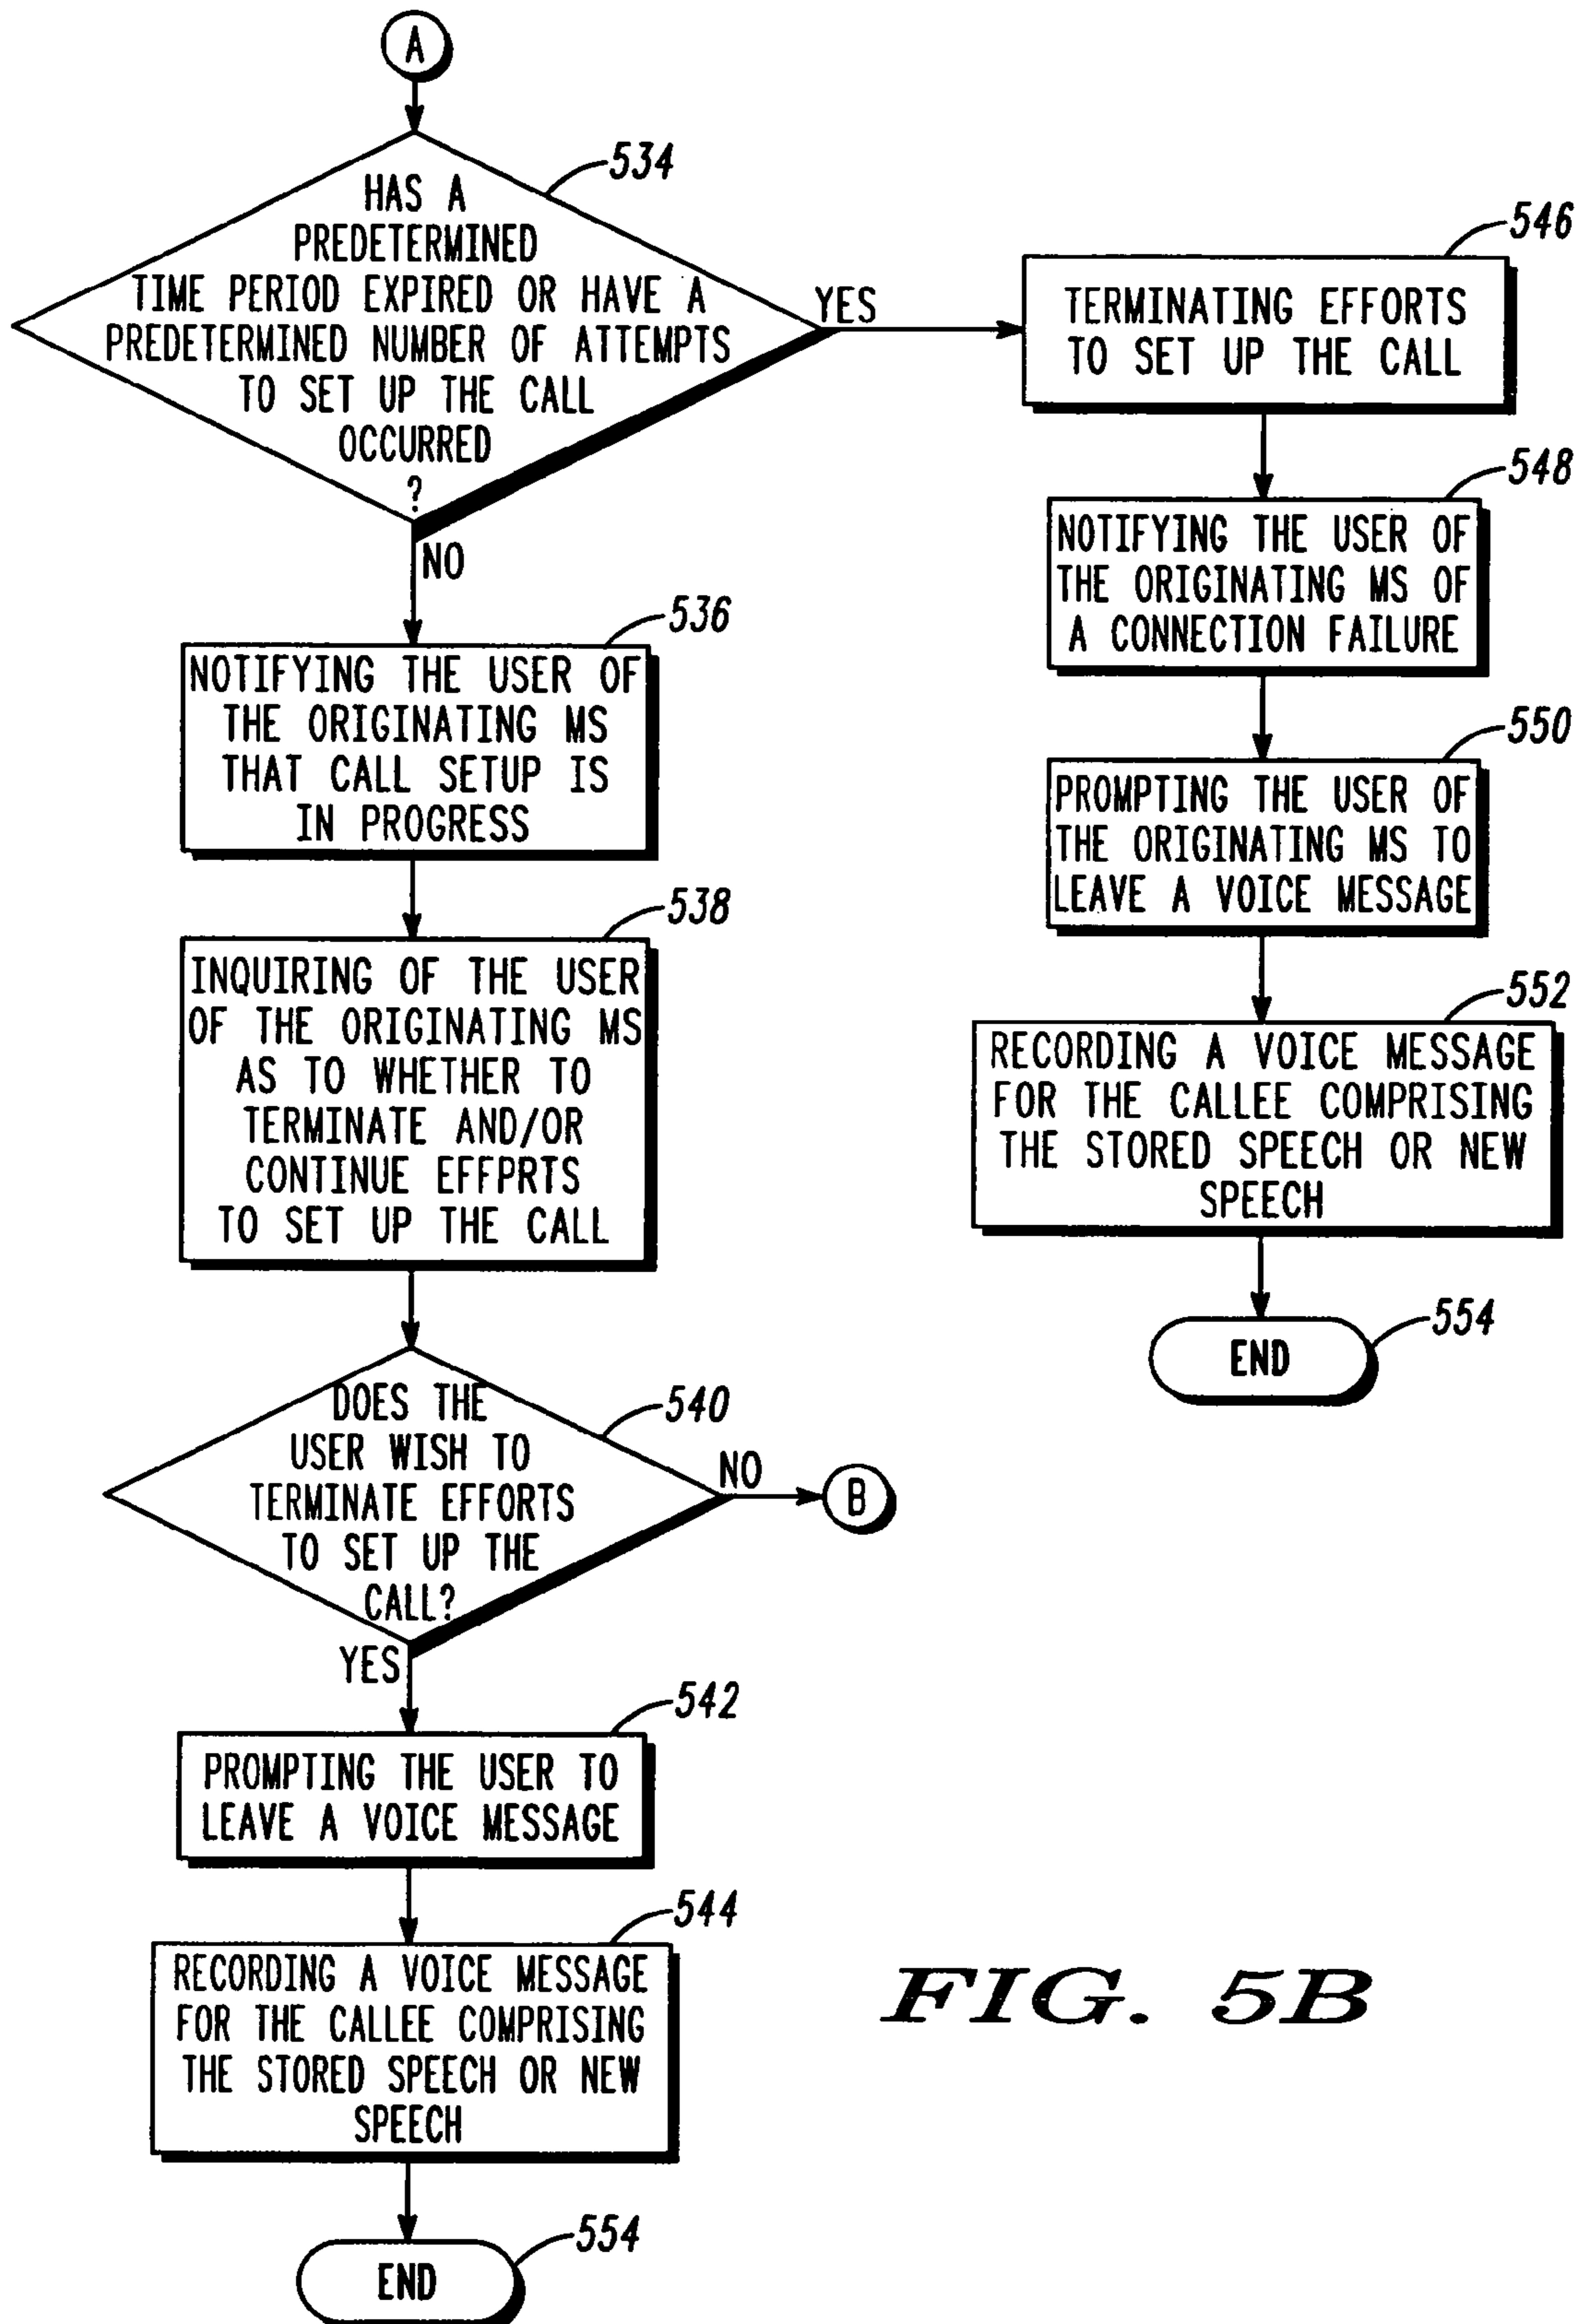 A
534
HAS A
PREDETERMINED
TIME PERIOD EXPIRED OR HAVE A
PREDETERMINED NUMBER OF ATTEMPTS
TO SET UP THE CALL
OCCURRED
?
YES
NO
546
TERMINATING EFFORTS
TO SET UP THE CALL
548
NOTIFYING THE USER OF
THE ORIGINATING MS OF
A CONNECTION FAILURE
550
PROMPTING THE USER OF
THE ORIGINATING MS TO
LEAVE A VOICE MESSAGE
552
RECORDING A VOICE MESSAGE
FOR THE CALLEE COMPRISING
THE STORED SPEECH OR NEW
SPEECH
554
END
536
NOTIFYING THE USER OF
THE ORIGINATING MS
THAT CALL SETUP IS
IN PROGRESS
538
INQUIRING OF THE USER
OF THE ORIGINATING MS
AS TO WHETHER TO
TERMINATE AND/OR
CONTINUE EFFPRTS
TO SET UP THE CALL
540
DOES THE
USER WISH TO
TERMINATE EFFORTS
TO SET UP THE
CALL?
NO
B
YES
542
PROMPTING THE USER TO
LEAVE A VOICE MESSAGE
544
RECORDING A VOICE MESSAGE
FOR THE CALLEE COMPRISING
THE STORED SPEECH OR NEW
SPEECH
554
END
FIG. 5B